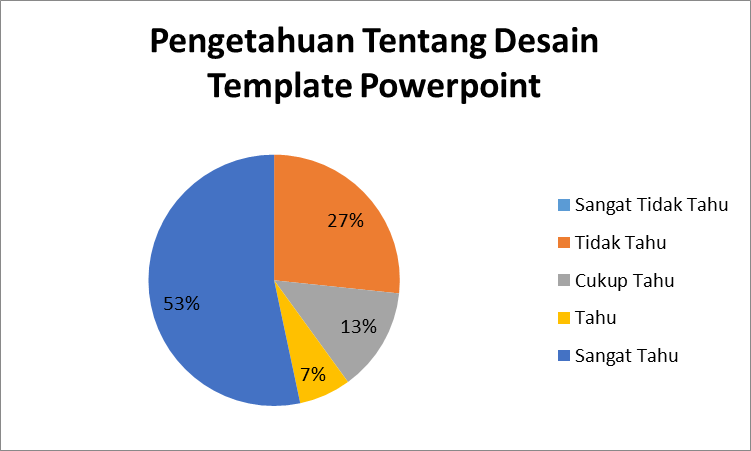 Pengetahuan Tentang Desain
Template Powerpoint
27%
13%
7%
53%
Sangat Tidak Tahu
Tidak Tahu
Cukup Tahu
Tahu
Sangat Tahu